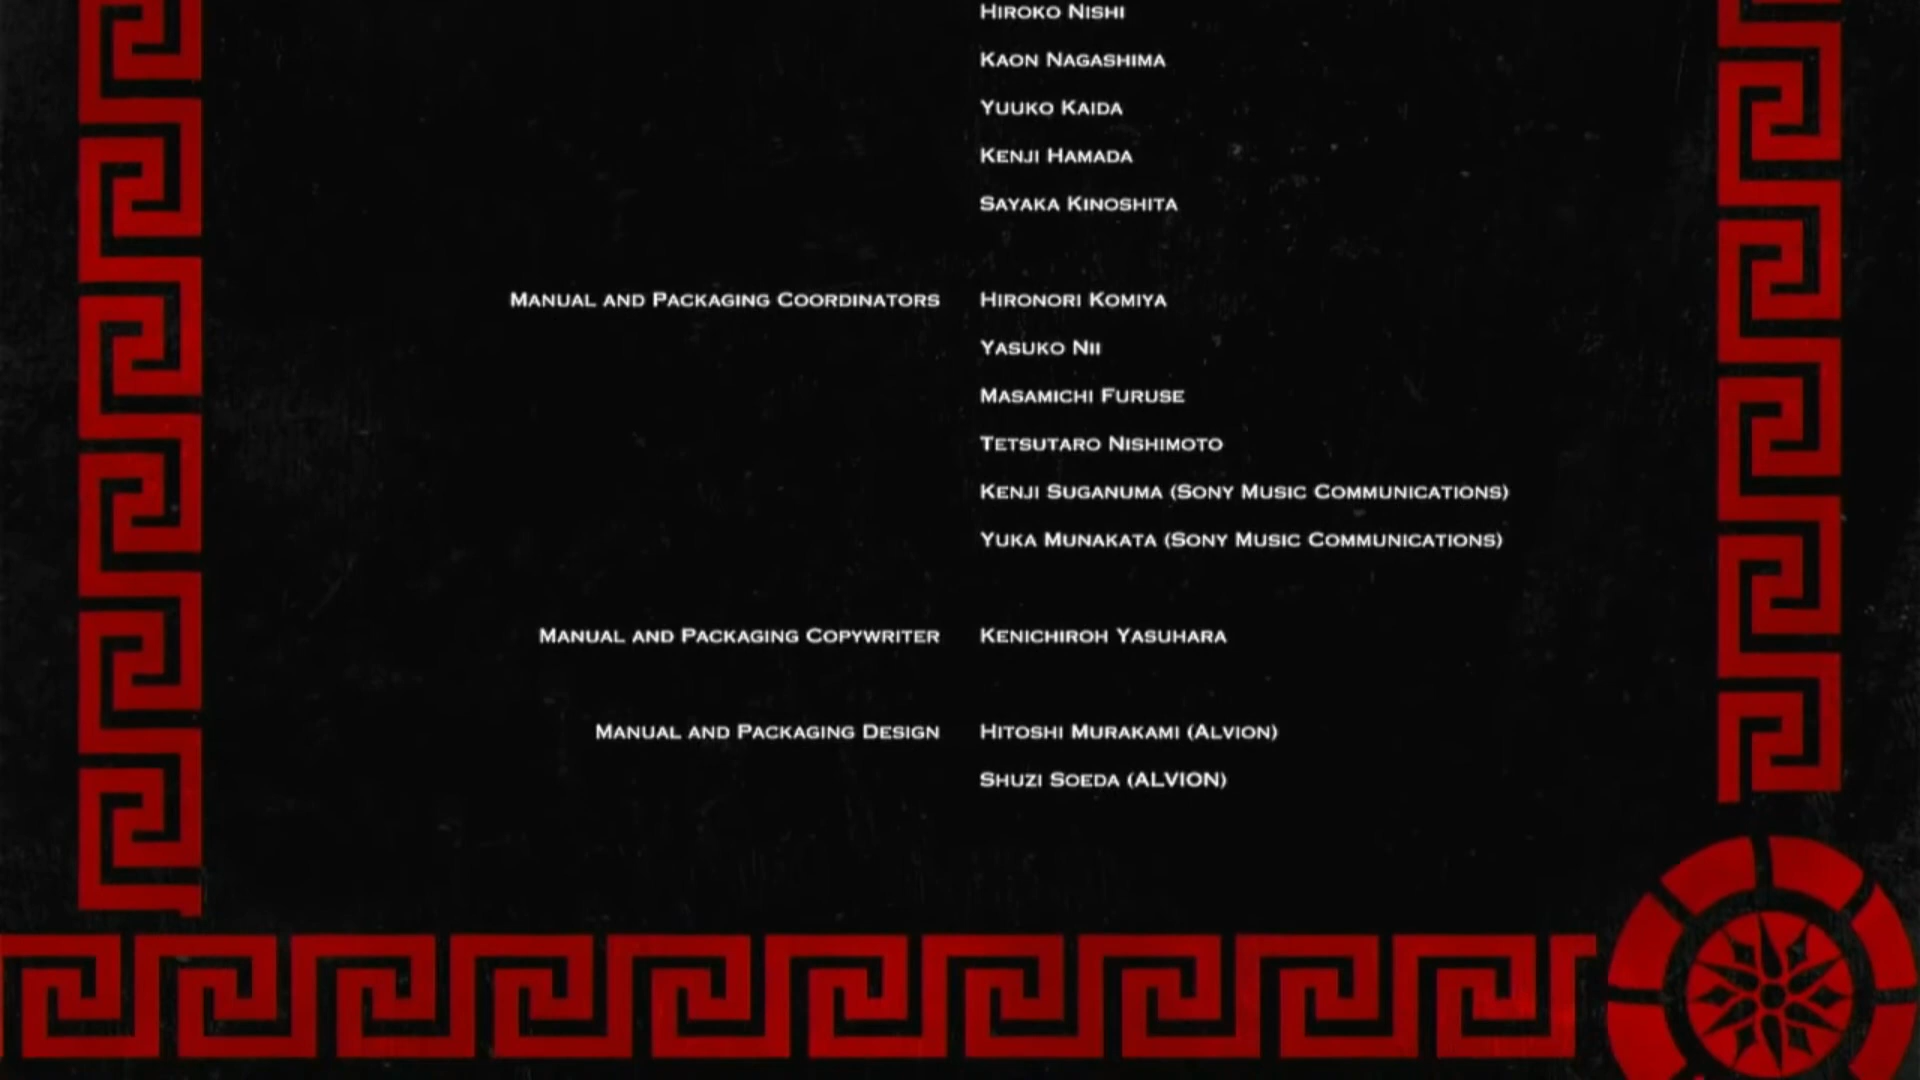 Hiroko Nishi
Kaon Nagashima
Yuuko Kaida
Kenji Hamada
Sayaka Kinoshita
Manual and Packaging Coordinators Hironori Komiya
Yasuko Nii
Masamichi Furuse
Tetsutaro Nishimoto
Kenji Suganuma (Sony Music Communications)
Yuka Munakata (Sony Music Communications)
Manual and Packaging Copywriter Kenichiroh Yasuhara
Manual and Packaging Design Hitoshi Murakami (Alvion)
Shuzi Soeda (ALVION)